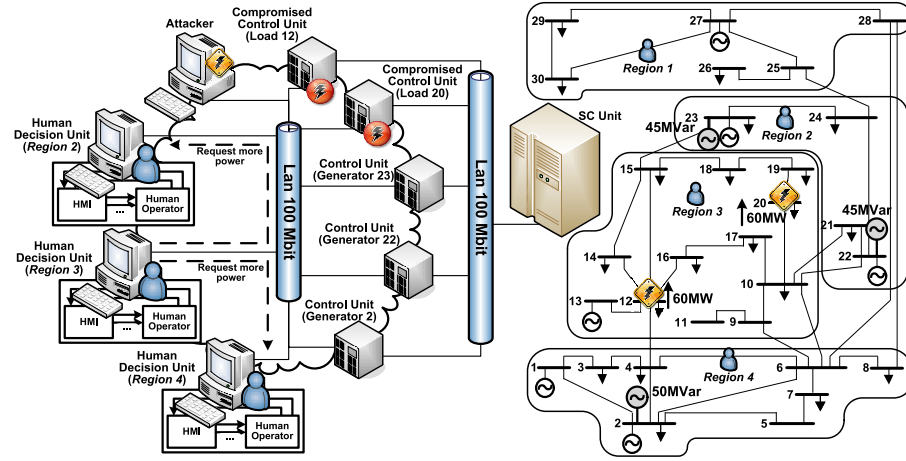 Attacker
Compromised
Control Unit
(Load 12)
Compromised
Control Unit
(Load 20)
SC Unit
Human
Decision Unit
(Region 2)
HMI
...
Human
Operator
Request more
power
Lan 100 Mbit
Lan 100 Mbit
Control Unit
(Generator 23)
Control Unit
(Generator 22)
Control Unit
(Generator 2)
Human
Decision Unit
(Region 3)
HMI
...
Human
Operator
Request more
power
Human
Decision Unit
(Region 4)
HMI
...
Human
Operator
29
27
28
Region 1
30
26
25
23
45MVar
Region 2
24
15
18
19
Region 3
20
60MW
45MVar
21
22
17
14
16
10
13
12
60MW
11
9
1
3
4
Region 4
6
8
50MVar
7
2
5